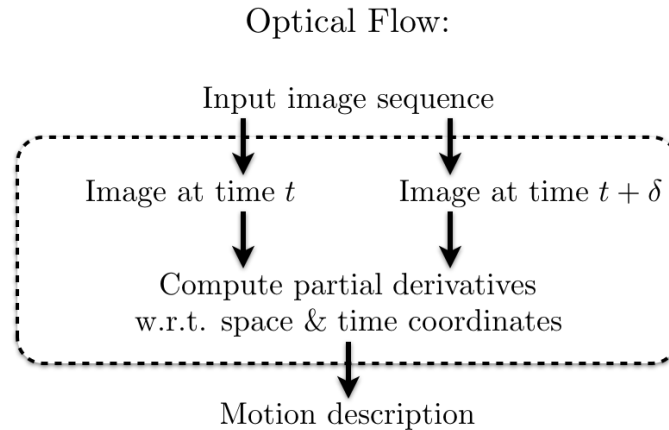 Optical Flow:
Input image sequence
Image at time t
Image at time t + δ
Compute partial derivatives
w.r.t. space & time coordinates
Motion description